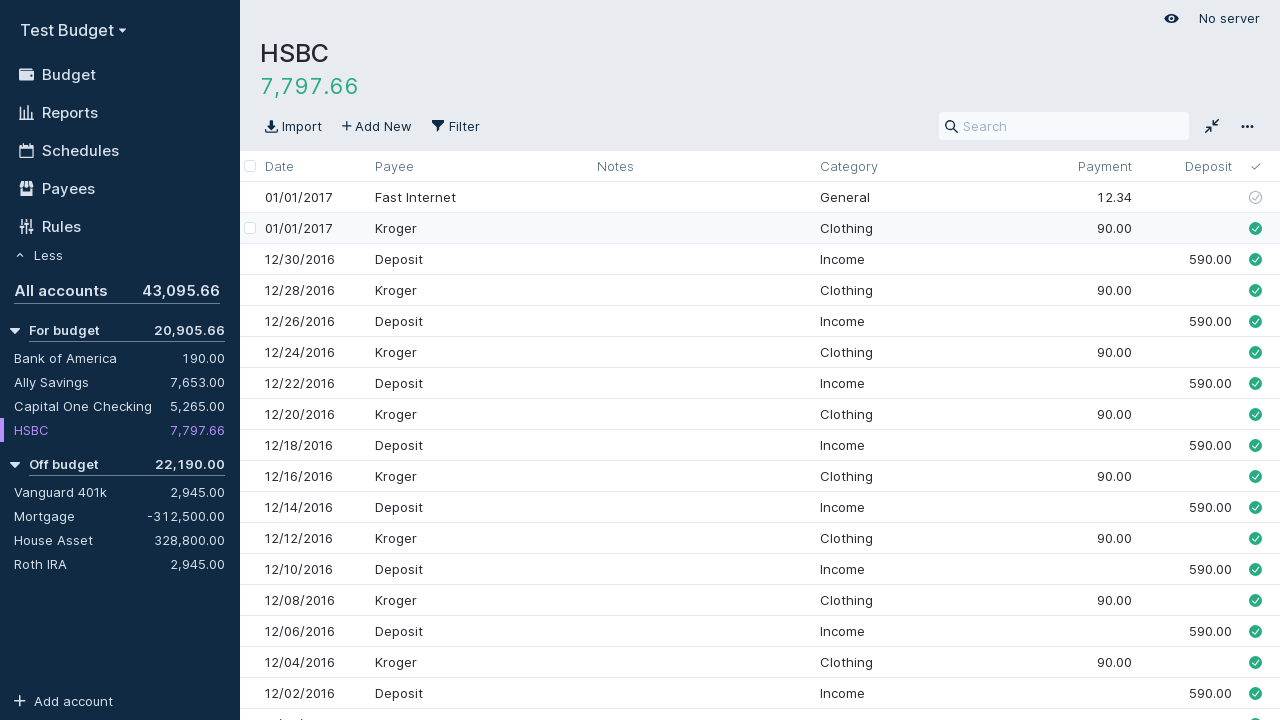 Test Budget
Budget
Reports
Schedules
Payees
Rules
Less
All accounts 43,095.66
For budget 20,905.66
Bank of America 190.00
Ally Savings 7,653.00
Capital One Checking 5,265.00
HSBC 7,797.66
Off budget 22,190.00
Vanguard 401k 2,945.00
Mortgage -312,500.00
House Asset 328,800.00
Roth IRA 2,945.00
Add account
No server
HSBC
7,797.66
Import Add New Filter Search
Date Payee Notes Category Payment Deposit
01/01/2017 Fast Internet General 12.34
01/01/2017 Kroger Clothing 90.00
12/30/2016 Deposit Income 590.00
12/28/2016 Kroger Clothing 90.00
12/26/2016 Deposit Income 590.00
12/24/2016 Kroger Clothing 90.00
12/22/2016 Deposit Income 590.00
12/20/2016 Kroger Clothing 90.00
12/18/2016 Deposit Income 590.00
12/16/2016 Kroger Clothing 90.00
12/14/2016 Deposit Income 590.00
12/12/2016 Kroger Clothing 90.00
12/10/2016 Deposit Income 590.00
12/08/2016 Kroger Clothing 90.00
12/06/2016 Deposit Income 590.00
12/04/2016 Kroger Clothing 90.00
12/02/2016 Deposit Income 590.00